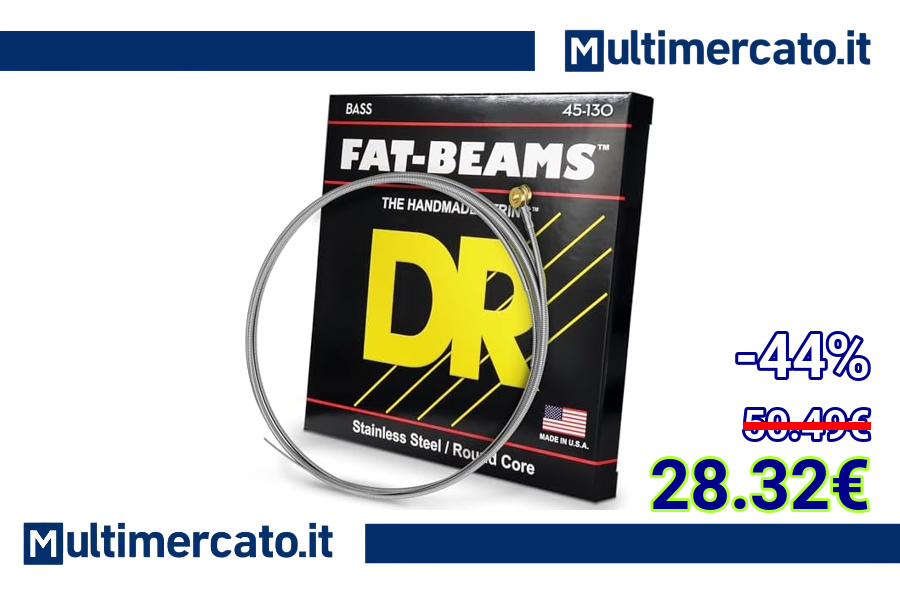 Multimercato.it
BASS 45-130
FAT-BEAMS™
THE HANDMADE STRING™
DR
Stainless Steel / Round Core
MADE IN U.S.A.
-44%
50.49€
28.32€
Multimercato.it